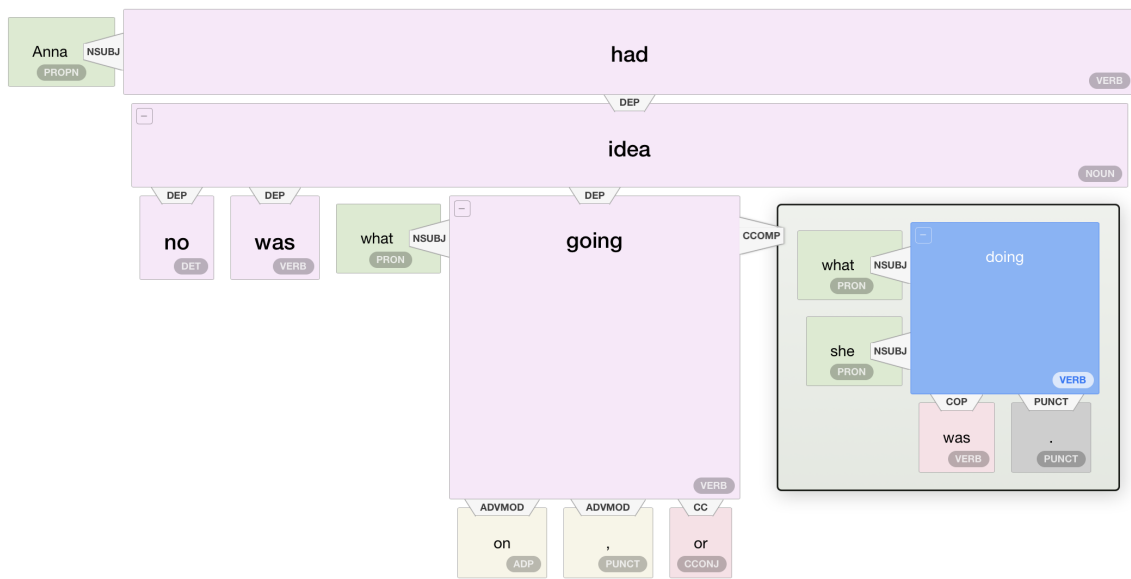 Anna NSUBJ had
PROPN VERB
DEP
−
idea
NOUN
DEP DEP DEP
no was what NSUBJ − going CCOMP
DET VERB PRON
− doing
what NSUBJ
PRON
she NSUBJ
PRON VERB
COP PUNCT
was .
VERB PUNCT
VERB
ADVMOD ADVMOD CC
on , or
ADP PUNCT CCONJ